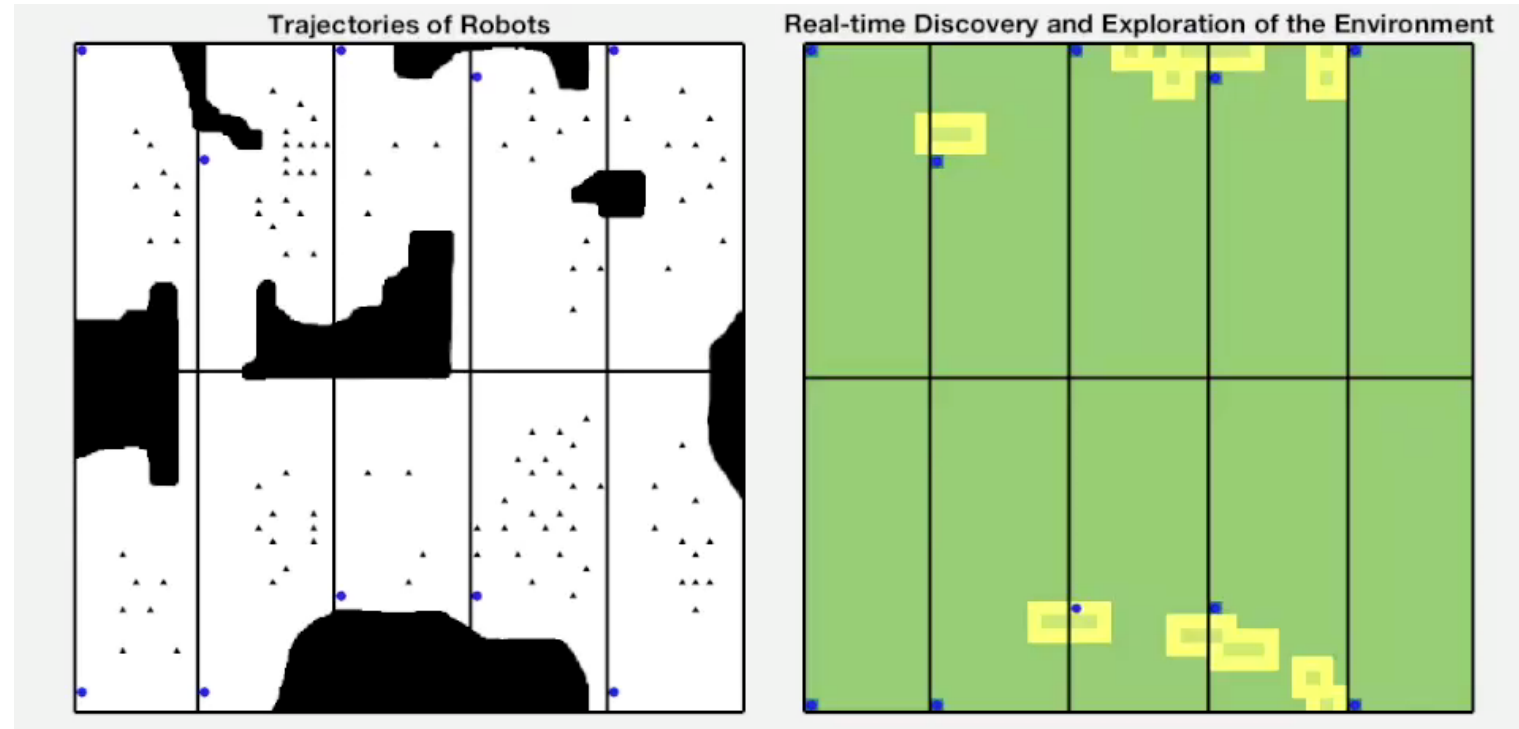 Trajectories of Robots
Real-time Discovery and Exploration of the Environment